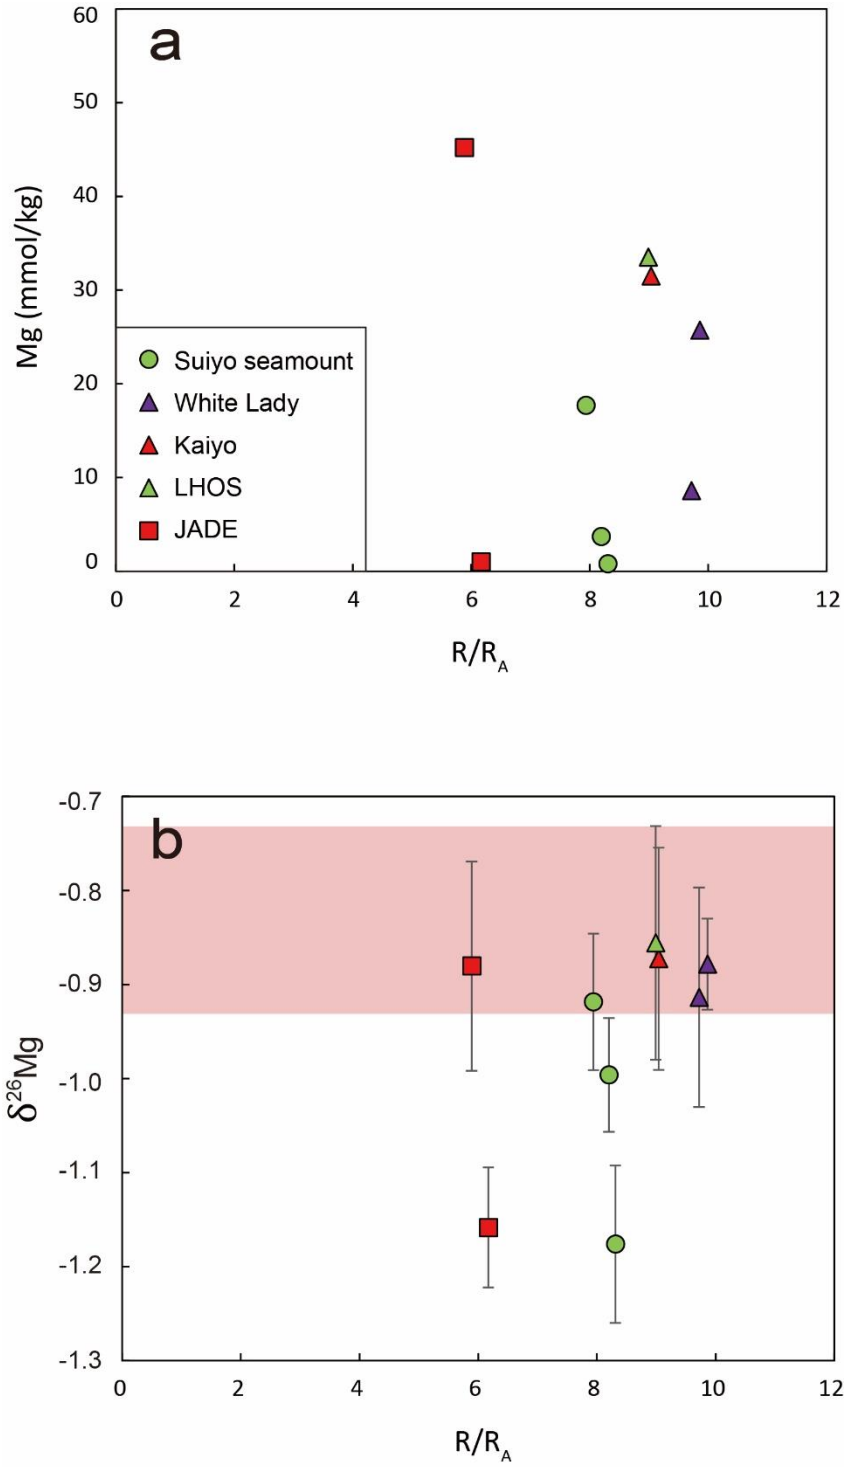 a
60
50
40
30
20
10
0
Mg (mmol/kg)
Suiyo seamount
White Lady
Kaiyo
LHOS
JADE
0 2 4 6 8 10 12
R/R_A
b
-0.7
-0.8
-0.9
-1.0
-1.1
-1.2
-1.3
δ²⁶Mg
0 2 4 6 8 10 12
R/R_A